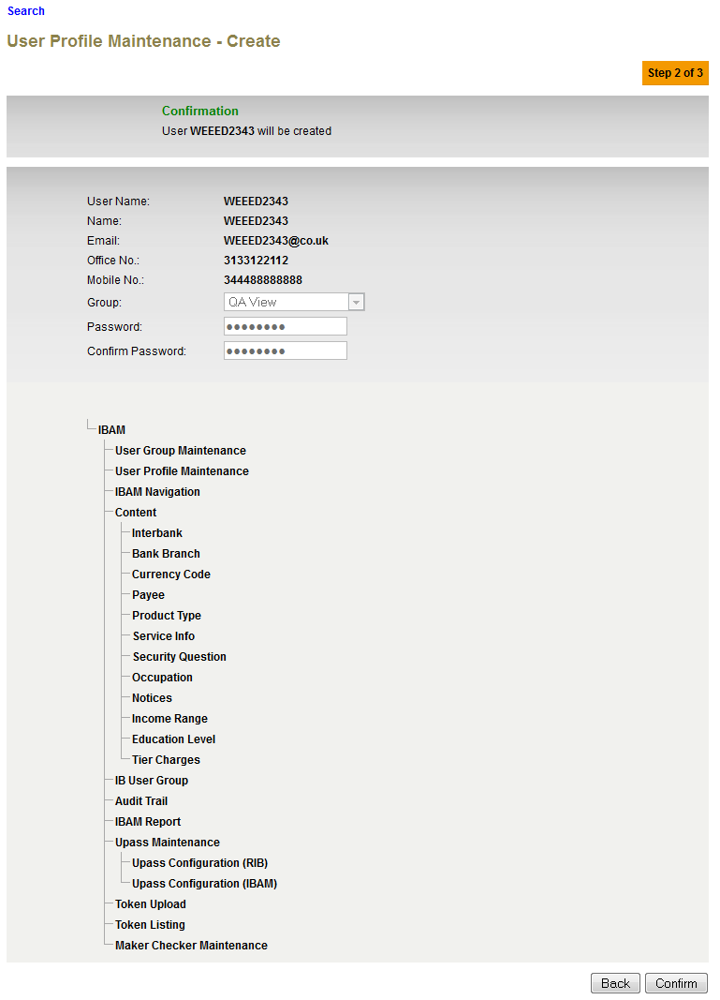 Search
User Profile Maintenance - Create
Step 2 of 3
Confirmation
User WEEED2343 will be created
User Name: WEEED2343
Name: WEEED2343
Email: WEEED2343@co.uk
Office No.: 3133122112
Mobile No.: 344488888888
Group: QA View
Password: ●●●●●●●●
Confirm Password: ●●●●●●●●
IBAM
User Group Maintenance
User Profile Maintenance
IBAM Navigation
Content
Interbank
Bank Branch
Currency Code
Payee
Product Type
Service Info
Security Question
Occupation
Notices
Income Range
Education Level
Tier Charges
IB User Group
Audit Trail
IBAM Report
Upass Maintenance
Upass Configuration (RIB)
Upass Configuration (IBAM)
Token Upload
Token Listing
Maker Checker Maintenance
Back Confirm